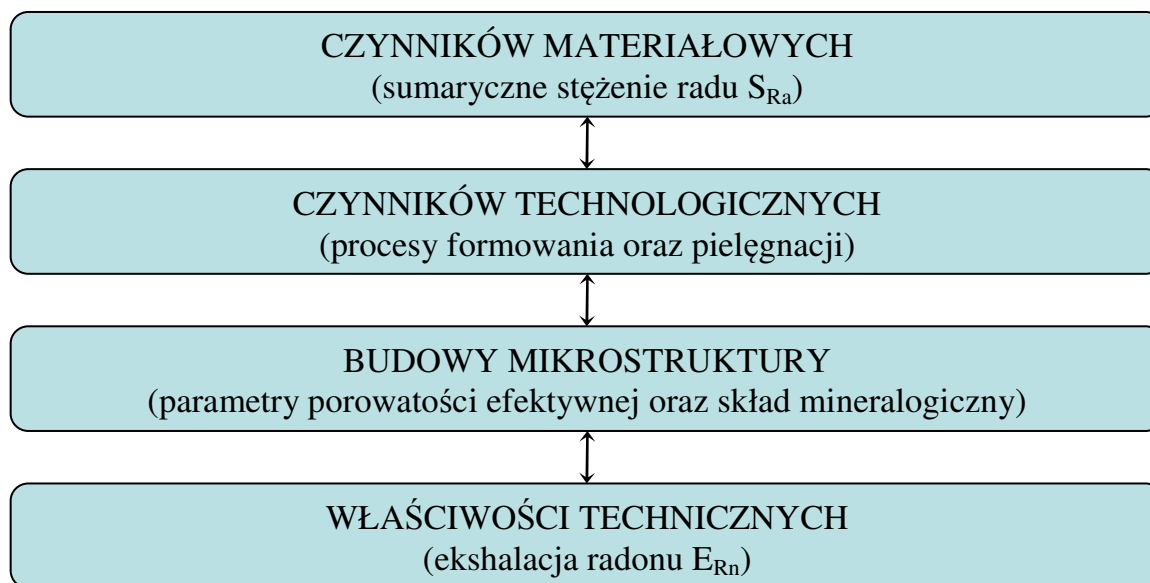 CZYNNIKÓW MATERIAŁOWYCH
(sumaryczne stężenie radu S_Ra)
CZYNNIKÓW TECHNOLOGICZNYCH
(procesy formowania oraz pielęgnacji)
BUDOWY MIKROSTRUKTURY
(parametry porowatości efektywnej oraz skład mineralogiczny)
WŁAŚCIWOŚCI TECHNICZNYCH
(ekshalacja radonu E_Rn)